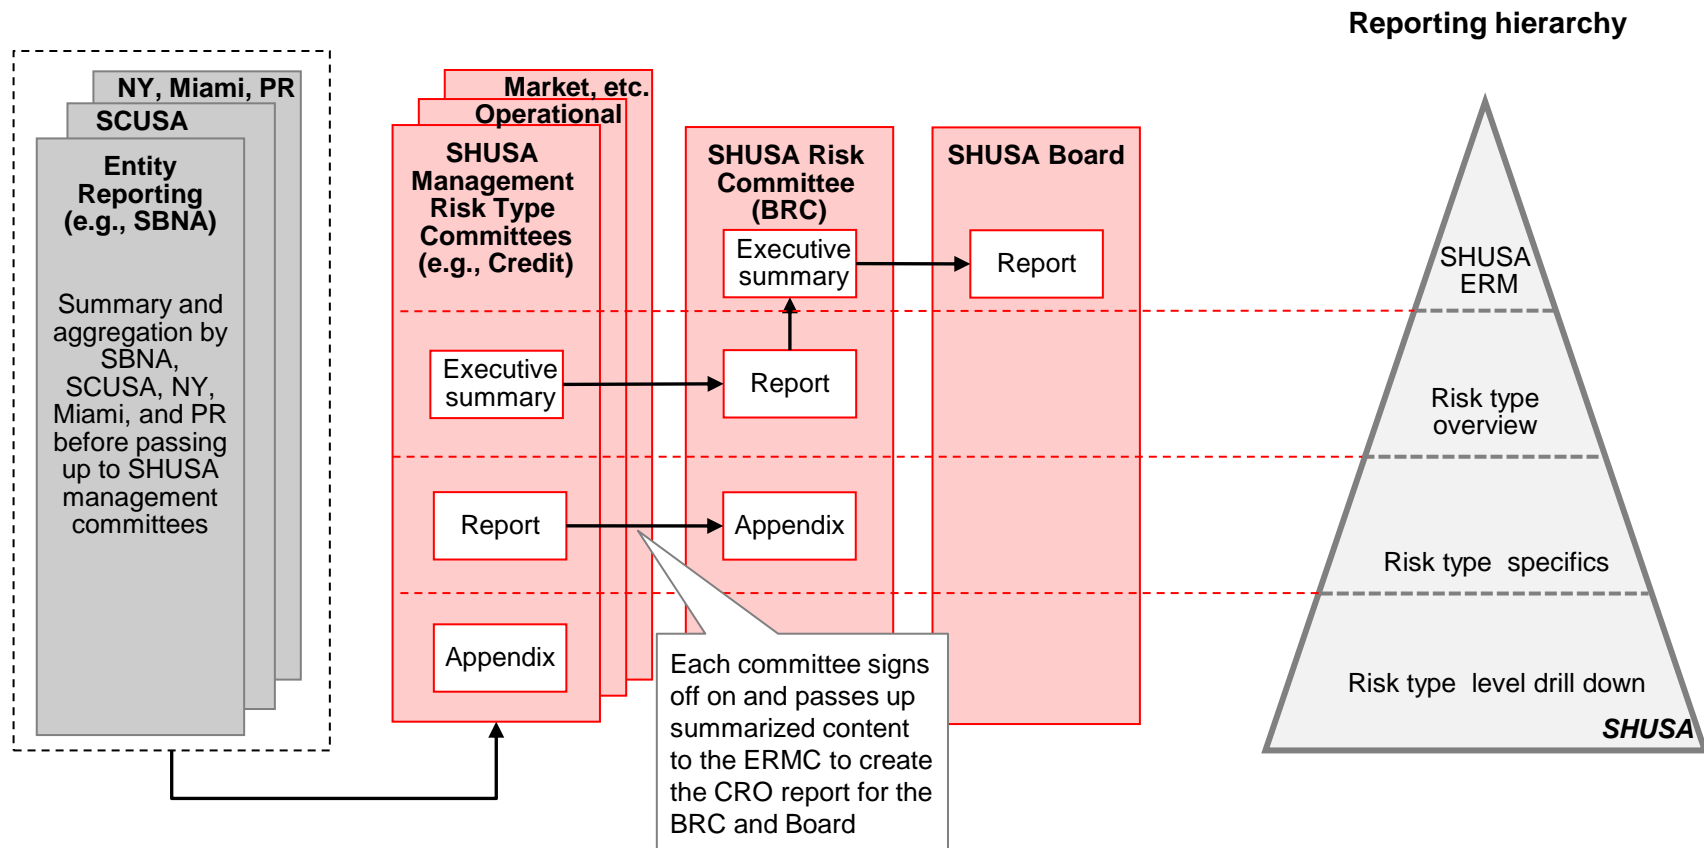 Reporting hierarchy
NY, Miami, PR
SCUSA
Entity
Reporting
(e.g., SBNA)
Summary and
aggregation by
SBNA,
SCUSA, NY,
Miami, and PR
before passing
up to SHUSA
management
committees
Market, etc.
Operational
SHUSA
Management
Risk Type
Committees
(e.g., Credit)
Executive
summary
Report
Appendix
SHUSA Risk
Committee
(BRC)
Executive
summary
Report
Appendix
SHUSA Board
Report
Each committee signs
off on and passes up
summarized content
to the ERMC to create
the CRO report for the
BRC and Board
SHUSA
ERM
Risk type
overview
Risk type specifics
Risk type level drill down
SHUSA